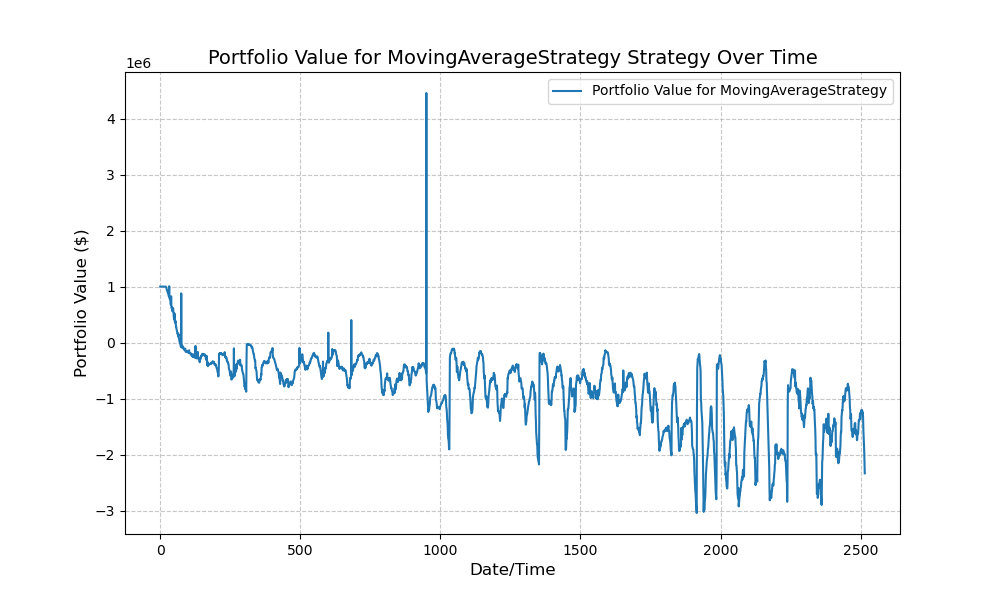 Portfolio Value for MovingAverageStrategy Strategy Over Time
1e6
Portfolio Value for MovingAverageStrategy
4
3
2
1
0
−1
−2
−3
Portfolio Value ($)
0 500 1000 1500 2000 2500
Date/Time